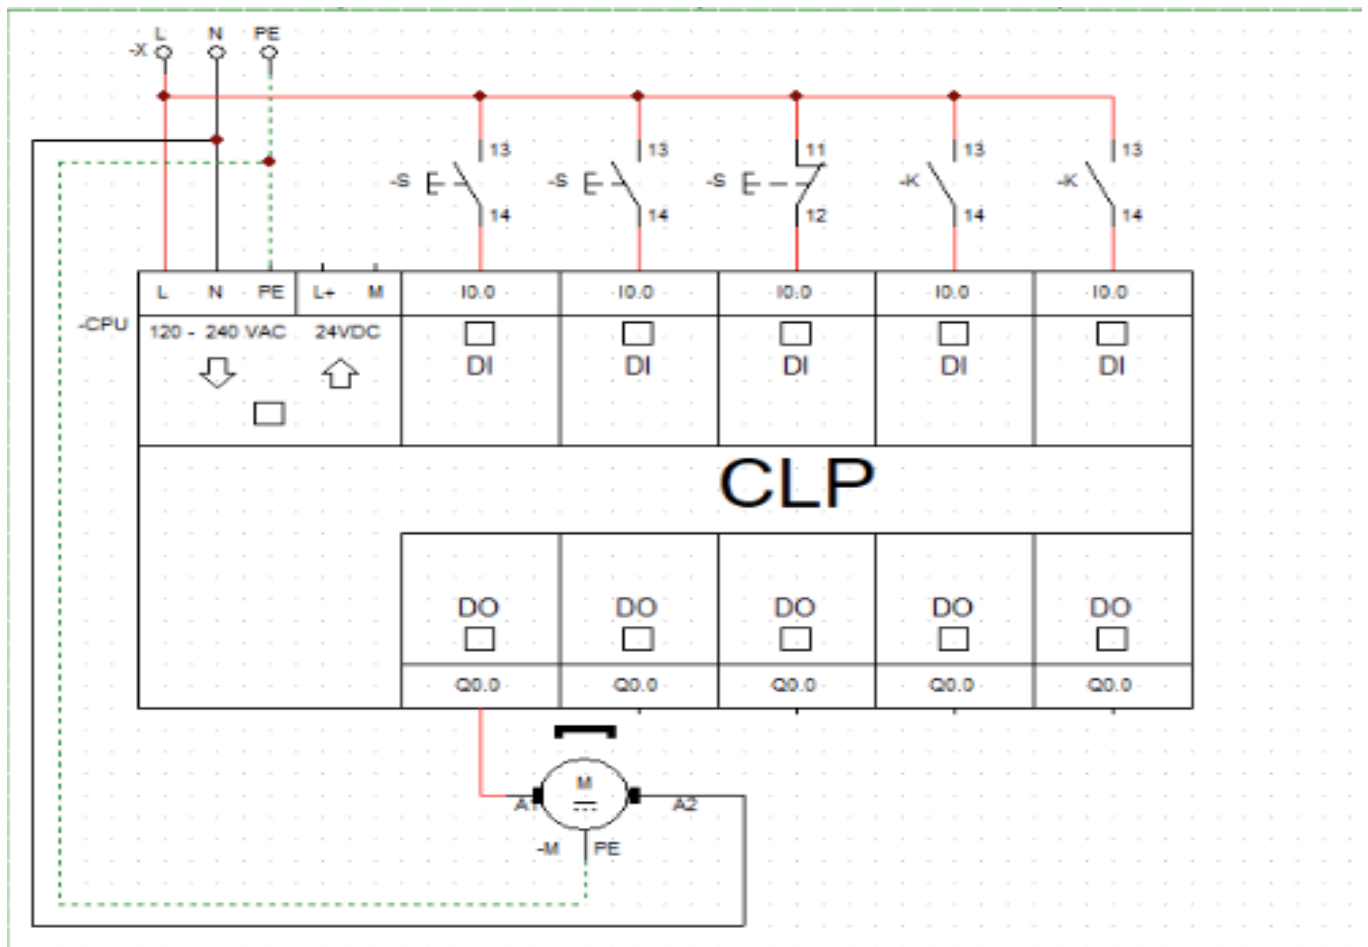 L N PE
-X
13 13 11 13 13
-S -S -S -K -K
14 14 12 14 14
L N PE L+ M I0.0 I0.0 I0.0 I0.0 I0.0
-CPU 120 - 240 VAC 24VDC
DI DI DI DI DI
CLP
DO DO DO DO DO
Q0.0 Q0.0 Q0.0 Q0.0 Q0.0
M
A1 A2
-M PE